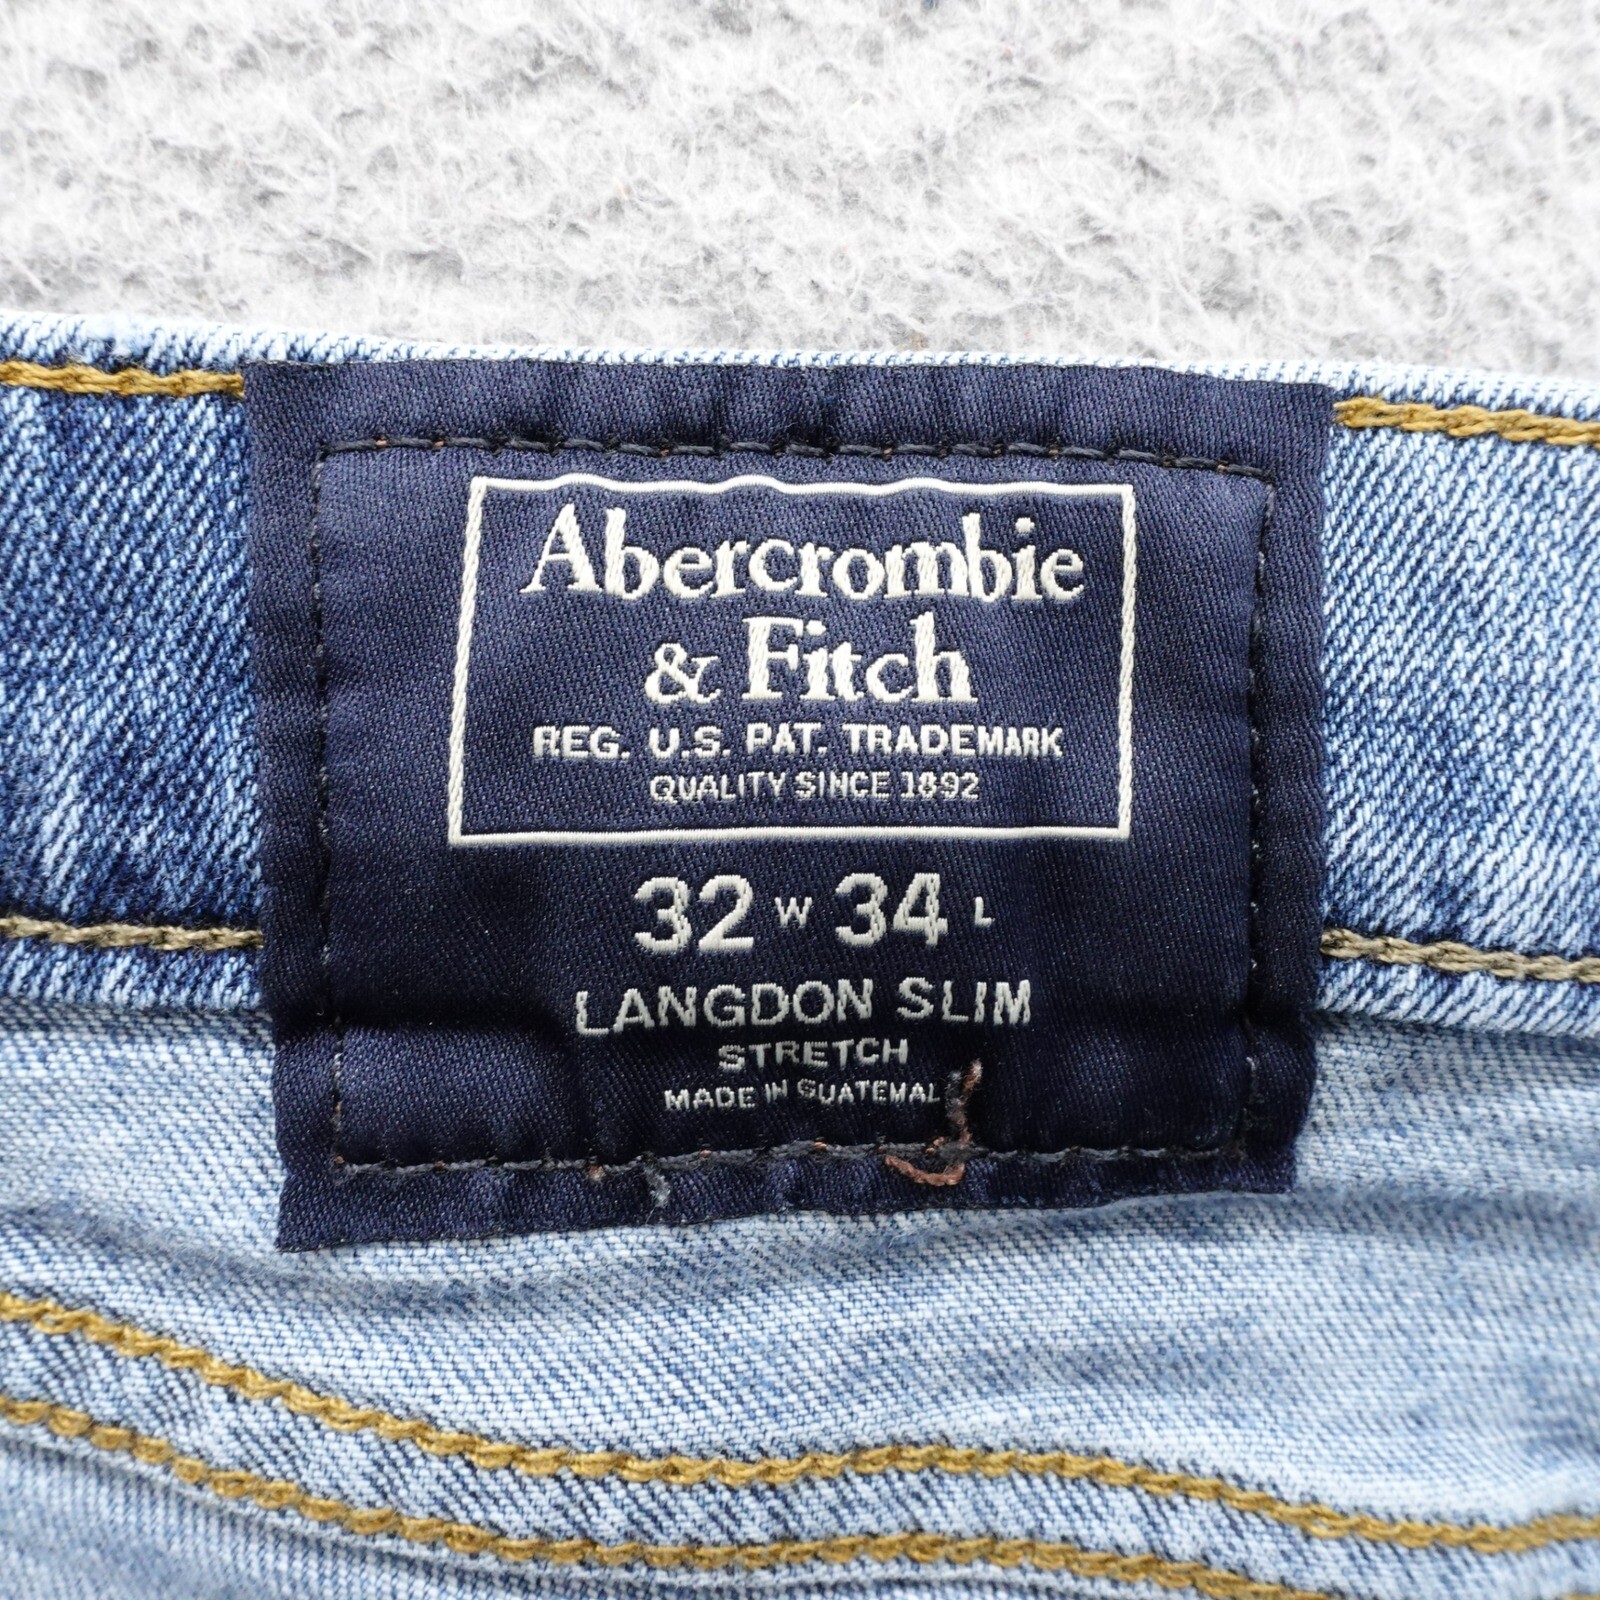 Abercrombie
& Fitch
REG. U.S. PAT. TRADEMARK
QUALITY SINCE 1892
32 W 34 L
LANGDON SLIM
STRETCH
MADE IN GUATEMAL